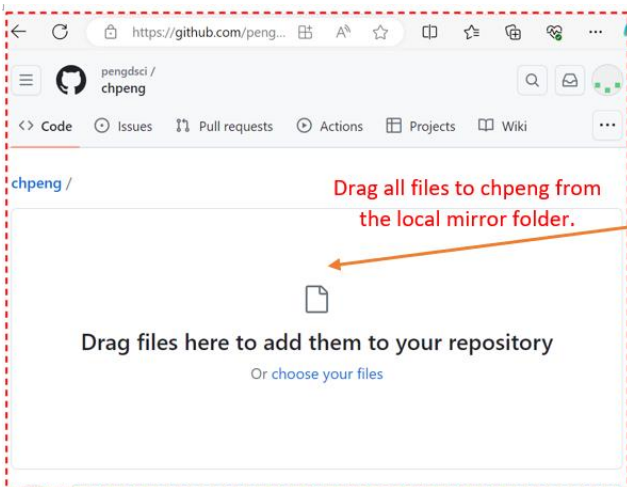 https://github.com/peng...
pengdsci /
chpeng
<> Code Issues Pull requests Actions Projects Wiki
chpeng /
Drag all files to chpeng from
the local mirror folder.
Drag files here to add them to your repository
Or choose your files